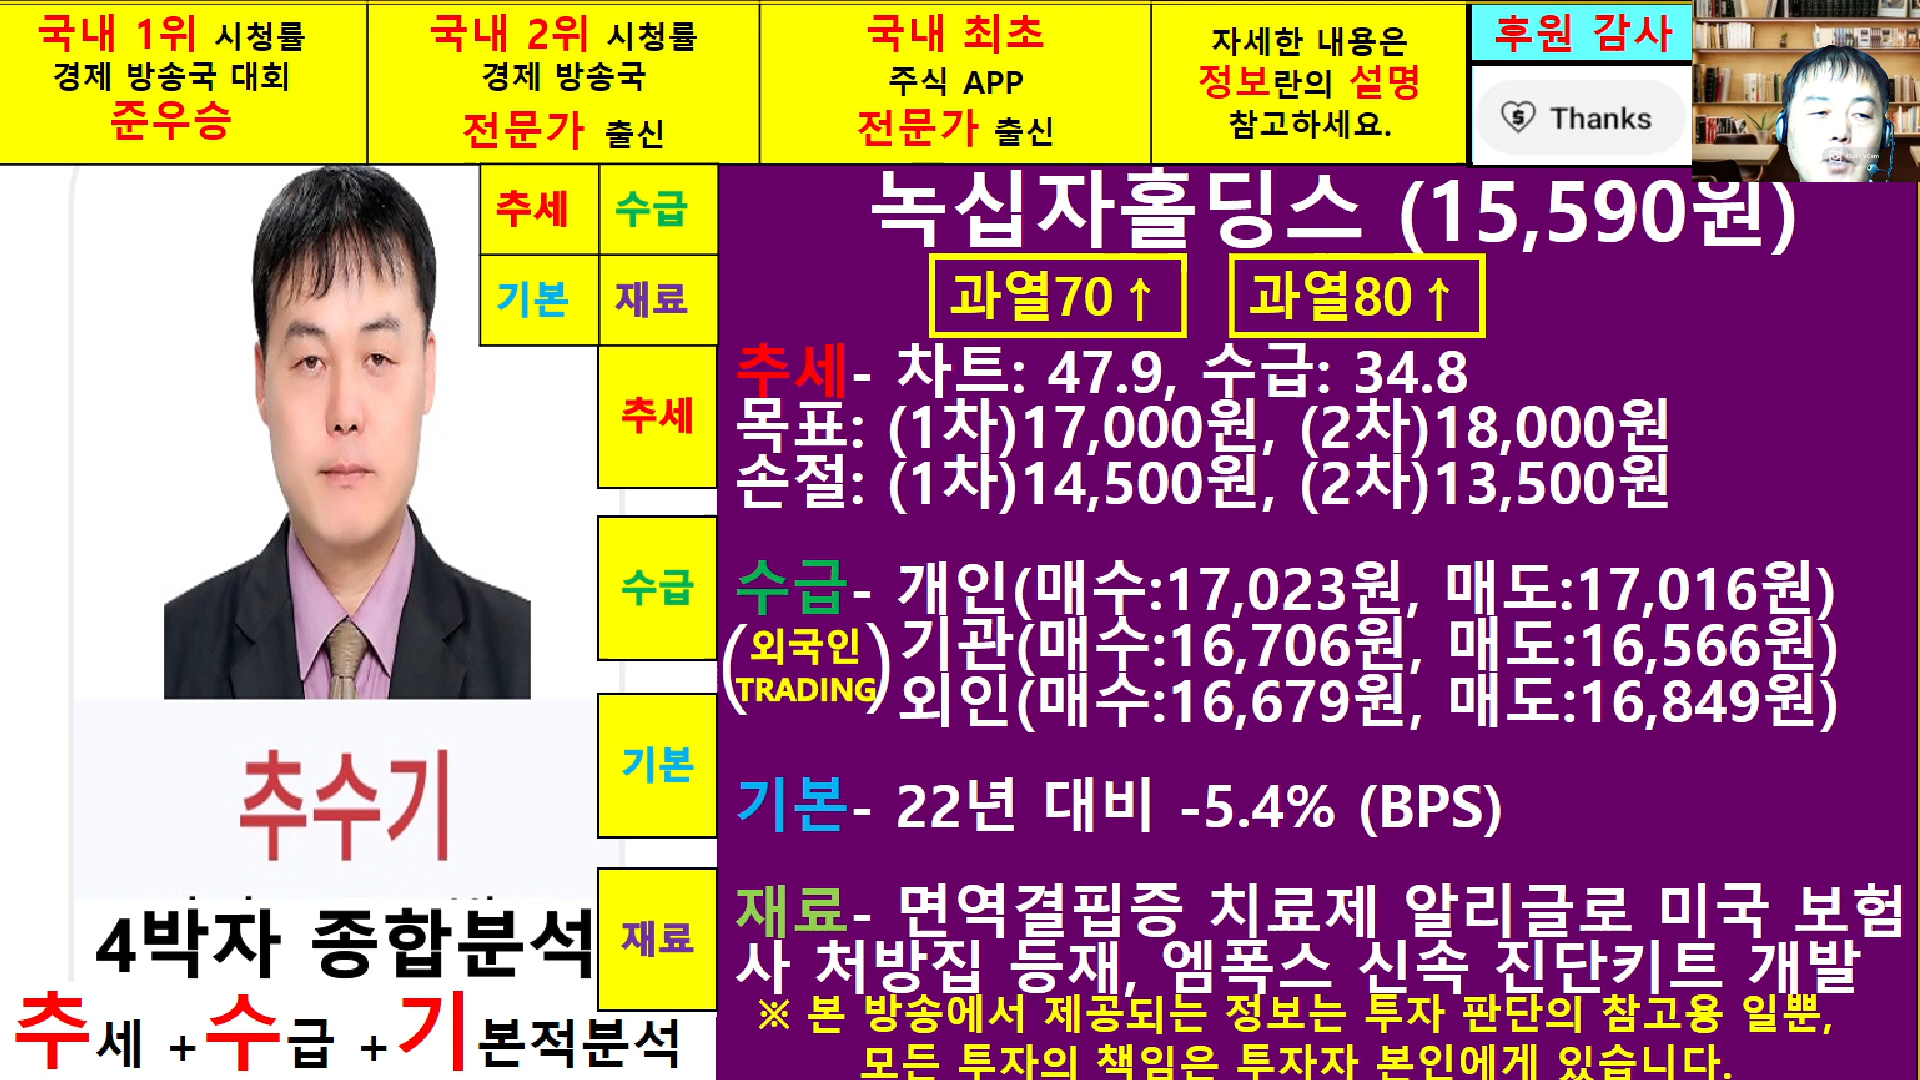 국내 1위 시청률
경제 방송국 대회
준우승
국내 2위 시청률
경제 방송국
전문가 출신
국내 최초
주식 APP
전문가 출신
자세한 내용은
정보란의 설명
참고하세요.
후원 감사
Thanks
추세 수급
기본 재료
추세
수급
기본
재료
추수기
4박자 종합분석
추세 + 수급 + 기본적분석
녹십자홀딩스 (15,590원)
과열70↑ 과열80↑
추세- 차트: 47.9, 수급: 34.8
목표: (1차)17,000원, (2차)18,000원
손절: (1차)14,500원, (2차)13,500원
수급- 개인(매수:17,023원, 매도:17,016원)
(외국인 TRADING) 기관(매수:16,706원, 매도:16,566원)
외인(매수:16,679원, 매도:16,849원)
기본- 22년 대비 -5.4% (BPS)
재료- 면역결핍증 치료제 알리글로 미국 보험
사 처방집 등재, 엠폭스 신속 진단키트 개발
※ 본 방송에서 제공되는 정보는 투자 판단의 참고용 일뿐,
모든 투자의 책임은 투자자 본인에게 있습니다.